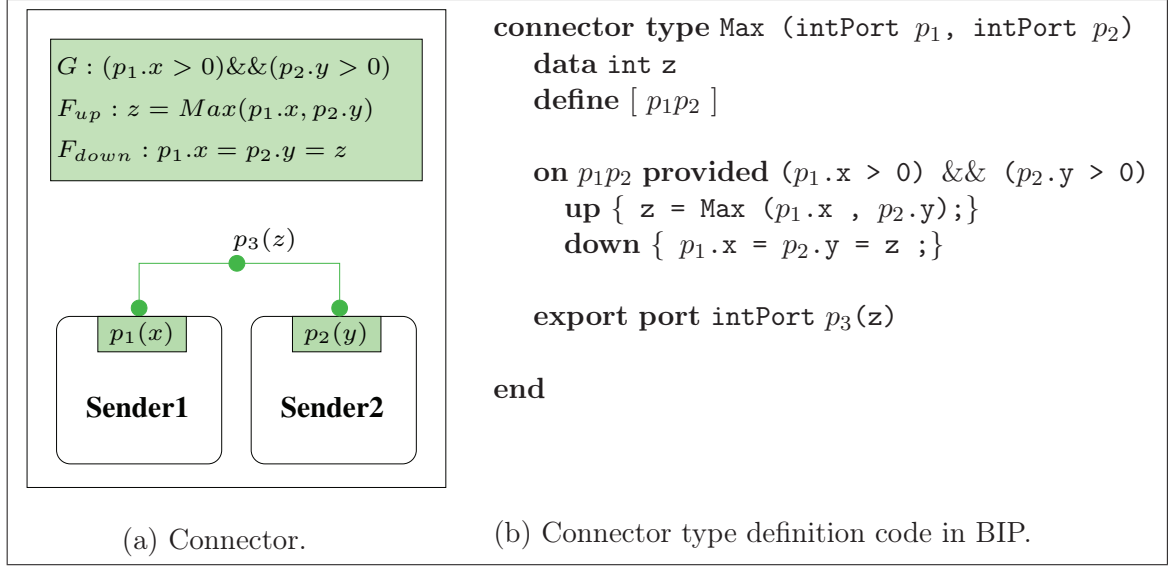 G : (p₁.x > 0)&&(p₂.y > 0)
F_up : z = Max(p₁.x, p₂.y)
F_down : p₁.x = p₂.y = z
p₃(z)
p₁(x)
p₂(y)
Sender1
Sender2
(a) Connector.
connector type Max (intPort p₁, intPort p₂)
data int z
define [ p₁p₂ ]
on p₁p₂ provided (p₁.x > 0) && (p₂.y > 0)
up { z = Max (p₁.x , p₂.y);}
down { p₁.x = p₂.y = z ;}
export port intPort p₃(z)
end
(b) Connector type definition code in BIP.